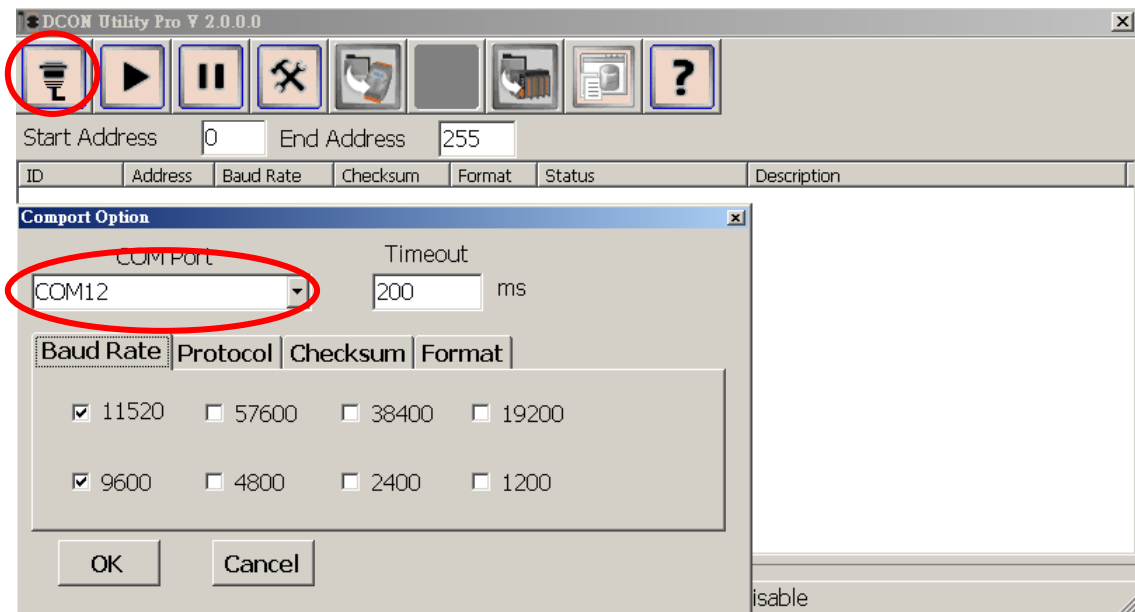 DCON Utility Pro V 2.0.0.0
?
Start Address 0 End Address 255
ID Address Baud Rate Checksum Format Status Description
Comport Option
COM Port Timeout
COM12 200 ms
Baud Rate Protocol Checksum Format
11520 57600 38400 19200
9600 4800 2400 1200
OK Cancel
isable